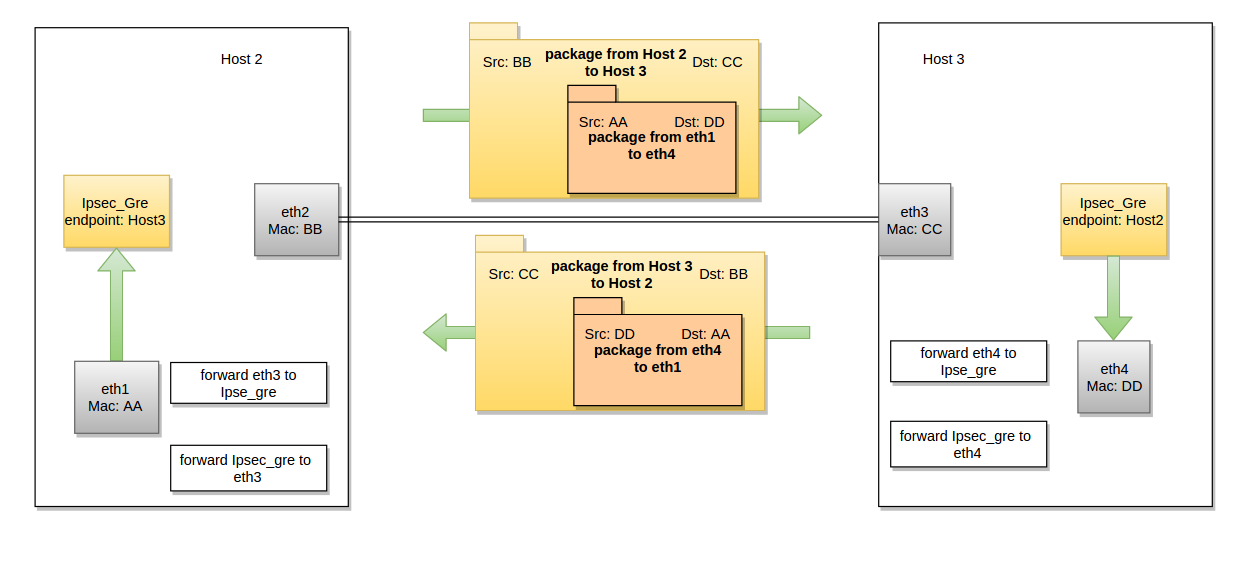 Host 2
Ipsec_Gre
endpoint: Host3
eth2
Mac: BB
eth1
Mac: AA
forward eth3 to
Ipse_gre
forward Ipsec_gre to
eth3
Src: BB
package from Host 2
to Host 3
Dst: CC
Src: AA
Dst: DD
package from eth1
to eth4
Src: CC
package from Host 3
to Host 2
Dst: BB
Src: DD
Dst: AA
package from eth4
to eth1
Host 3
eth3
Mac: CC
Ipsec_Gre
endpoint: Host2
forward eth4 to
Ipse_gre
eth4
Mac: DD
forward Ipsec_gre to
eth4